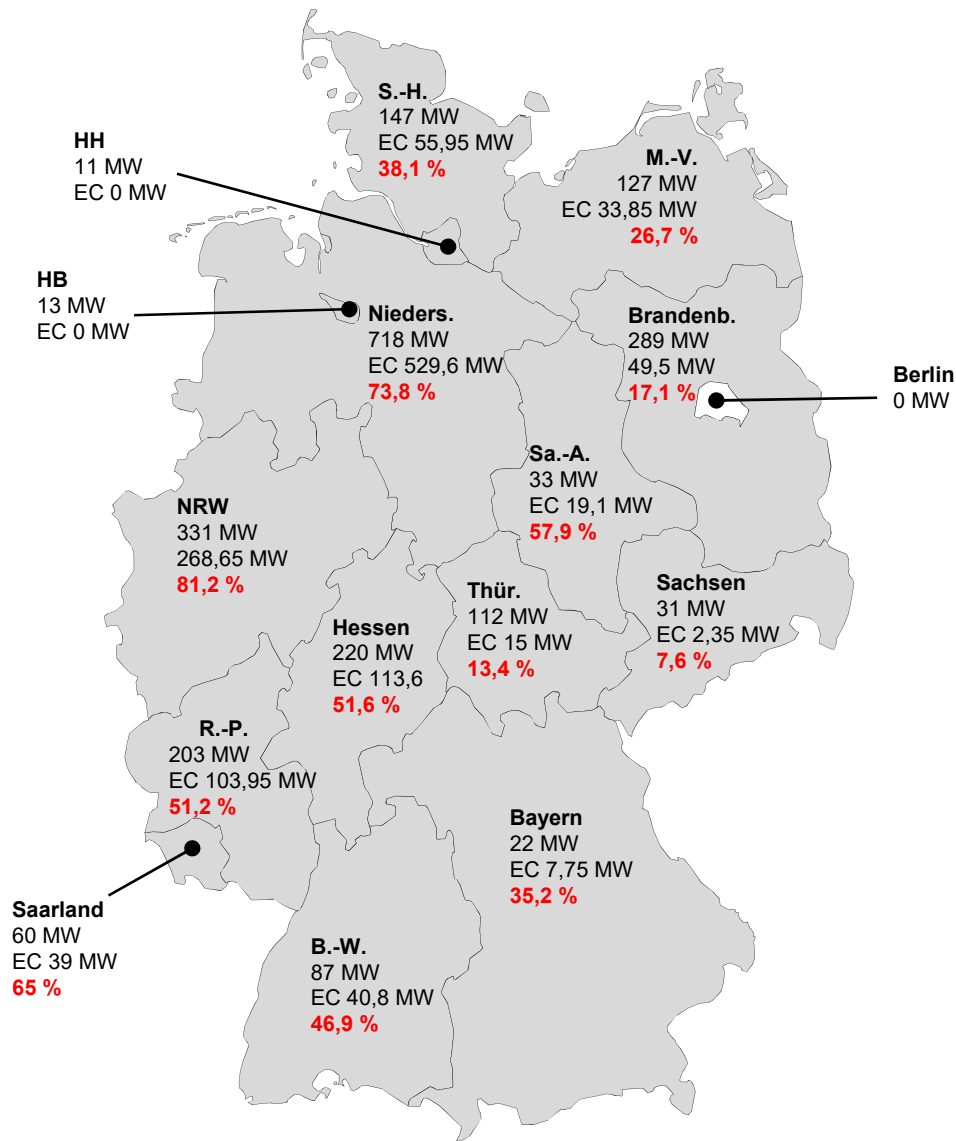 S.-H.
147 MW
EC 55,95 MW
38,1 %
HH
11 MW
EC 0 MW
M.-V.
127 MW
EC 33,85 MW
26,7 %
HB
13 MW
EC 0 MW
Nieders.
718 MW
EC 529,6 MW
73,8 %
Brandenb.
289 MW
49,5 MW
17,1 %
Berlin
0 MW
Sa.-A.
33 MW
EC 19,1 MW
57,9 %
NRW
331 MW
268,65 MW
81,2 %
Hessen
220 MW
EC 113,6
51,6 %
Thür.
112 MW
EC 15 MW
13,4 %
Sachsen
31 MW
EC 2,35 MW
7,6 %
R.-P.
203 MW
EC 103,95 MW
51,2 %
Bayern
22 MW
EC 7,75 MW
35,2 %
Saarland
60 MW
EC 39 MW
65 %
B.-W.
87 MW
EC 40,8 MW
46,9 %